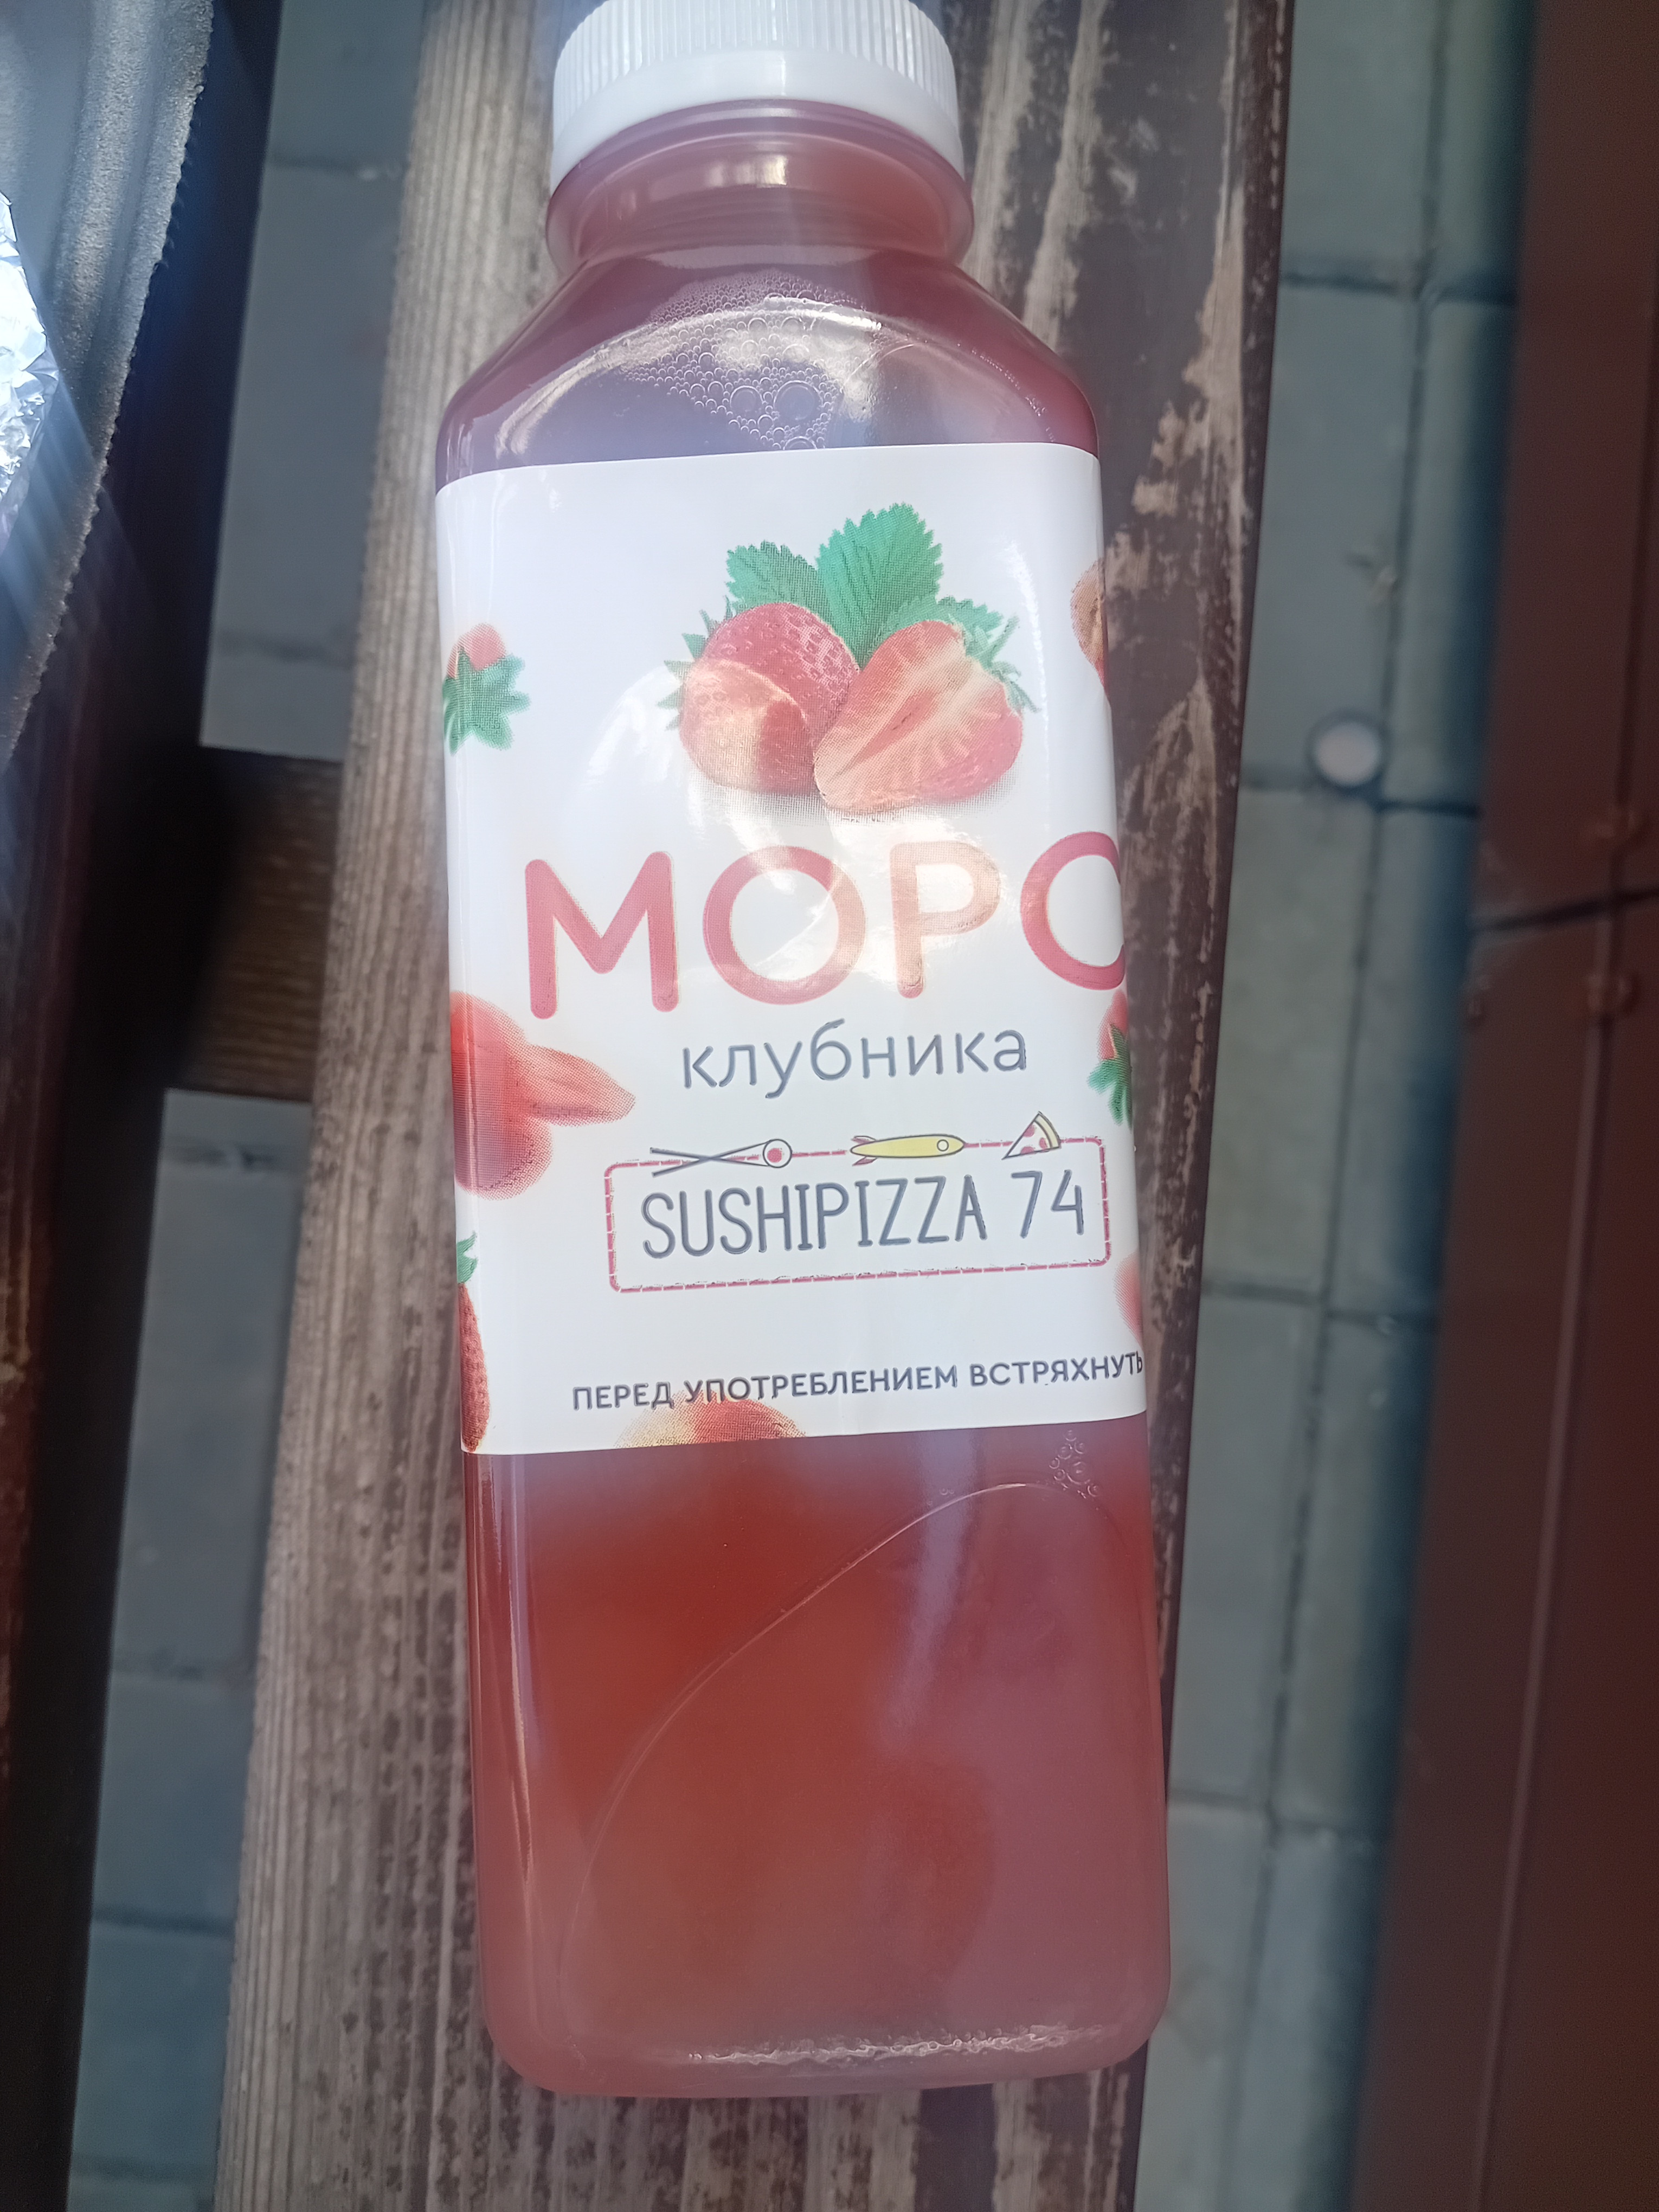 МОРС
клубника
SUSHIPIZZA 74
ПЕРЕД УПОТРЕБЛЕНИЕМ ВСТРЯХНУТЬ